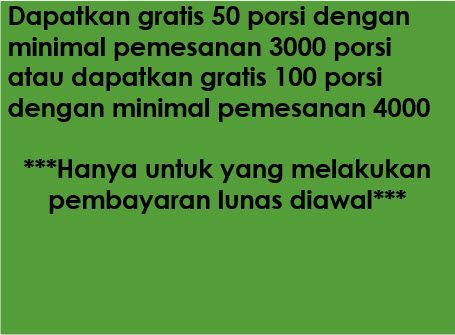 Dapatkan gratis 50 porsi dengan
minimal pemesanan 3000 porsi
atau dapatkan gratis 100 porsi
dengan minimal pemesanan 4000
***Hanya untuk yang melakukan
pembayaran lunas diawal***